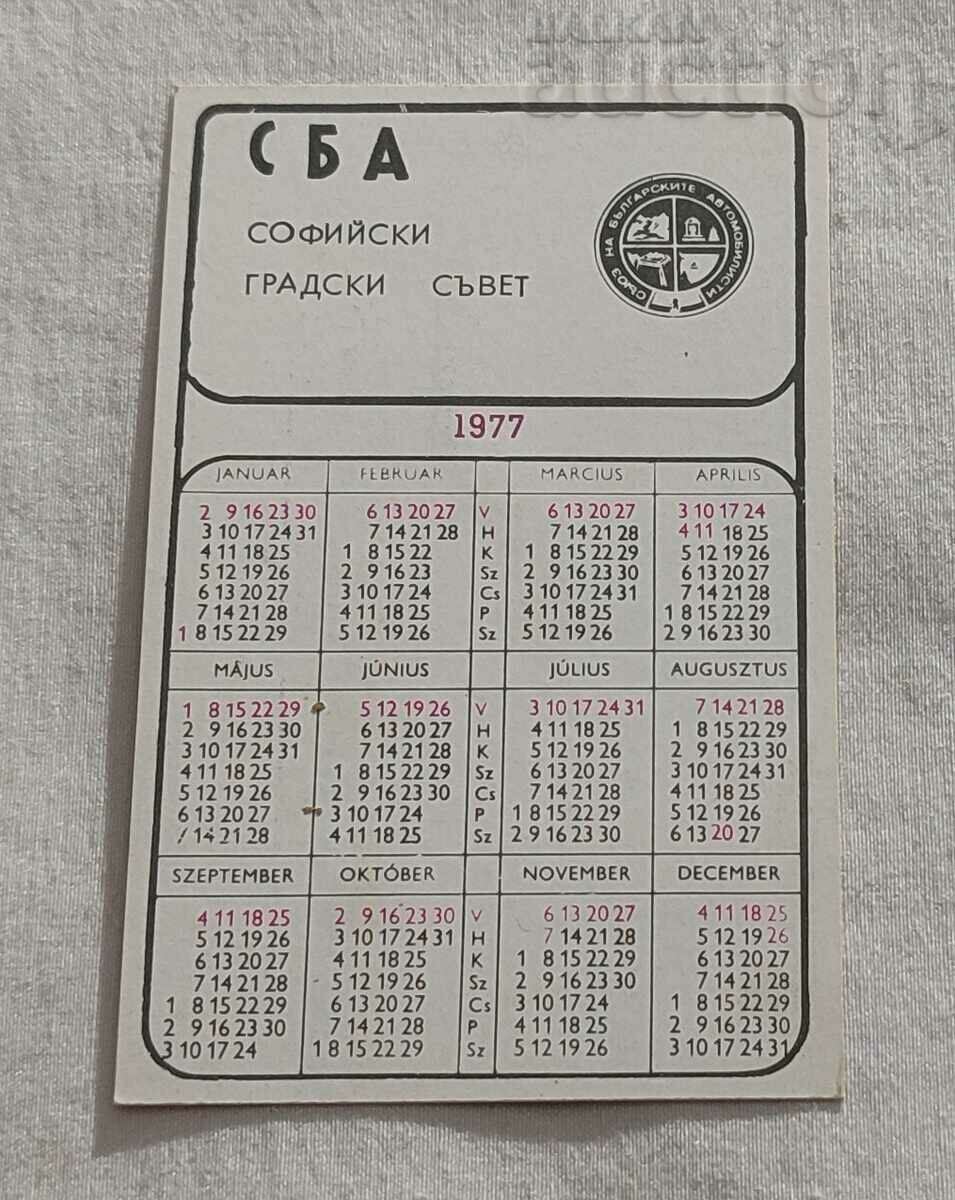 auction
СБА
СОФИЙСКИ
ГРАДСКИ СЪВЕТ
СЪЮЗ НА БЪЛГАРСКИТЕ АВТОМОБИЛИСТИ
1977
JANUAR FEBRUAR MARCIUS APRILIS
2 9 16 23 30 6 13 20 27 V 6 13 20 27 3 10 17 24
3 10 17 24 31 7 14 21 28 H 7 14 21 28 4 11 18 25
4 11 18 25 1 8 15 22 K 1 8 15 22 29 5 12 19 26
5 12 19 26 2 9 16 23 Sz 2 9 16 23 30 6 13 20 27
6 13 20 27 3 10 17 24 Cs 3 10 17 24 31 7 14 21 28
7 14 21 28 4 11 18 25 P 4 11 18 25 1 8 15 22 29
1 8 15 22 29 5 12 19 26 Sz 5 12 19 26 2 9 16 23 30
MÁJUS JÚNIUS JÚLIUS AUGUSZTUS
1 8 15 22 29 5 12 19 26 V 3 10 17 24 31 7 14 21 28
2 9 16 23 30 6 13 20 27 H 4 11 18 25 1 8 15 22 29
3 10 17 24 31 7 14 21 28 K 5 12 19 26 2 9 16 23 30
4 11 18 25 1 8 15 22 29 Sz 6 13 20 27 3 10 17 24 31
5 12 19 26 2 9 16 23 30 Cs 7 14 21 28 4 11 18 25
6 13 20 27 3 10 17 24 P 1 8 15 22 29 5 12 19 26
7 14 21 28 4 11 18 25 Sz 2 9 16 23 30 6 13 20 27
SZEPTEMBER OKTÓBER NOVEMBER DECEMBER
4 11 18 25 2 9 16 23 30 V 6 13 20 27 4 11 18 25
5 12 19 26 3 10 17 24 31 H 7 14 21 28 5 12 19 26
6 13 20 27 4 11 18 25 K 1 8 15 22 29 6 13 20 27
7 14 21 28 5 12 19 26 Sz 2 9 16 23 30 7 14 21 28
1 8 15 22 29 6 13 20 27 Cs 3 10 17 24 1 8 15 22 29
2 9 16 23 30 7 14 21 28 P 4 11 18 25 2 9 16 23 30
3 10 17 24 1 8 15 22 29 Sz 5 12 19 26 3 10 17 24 31